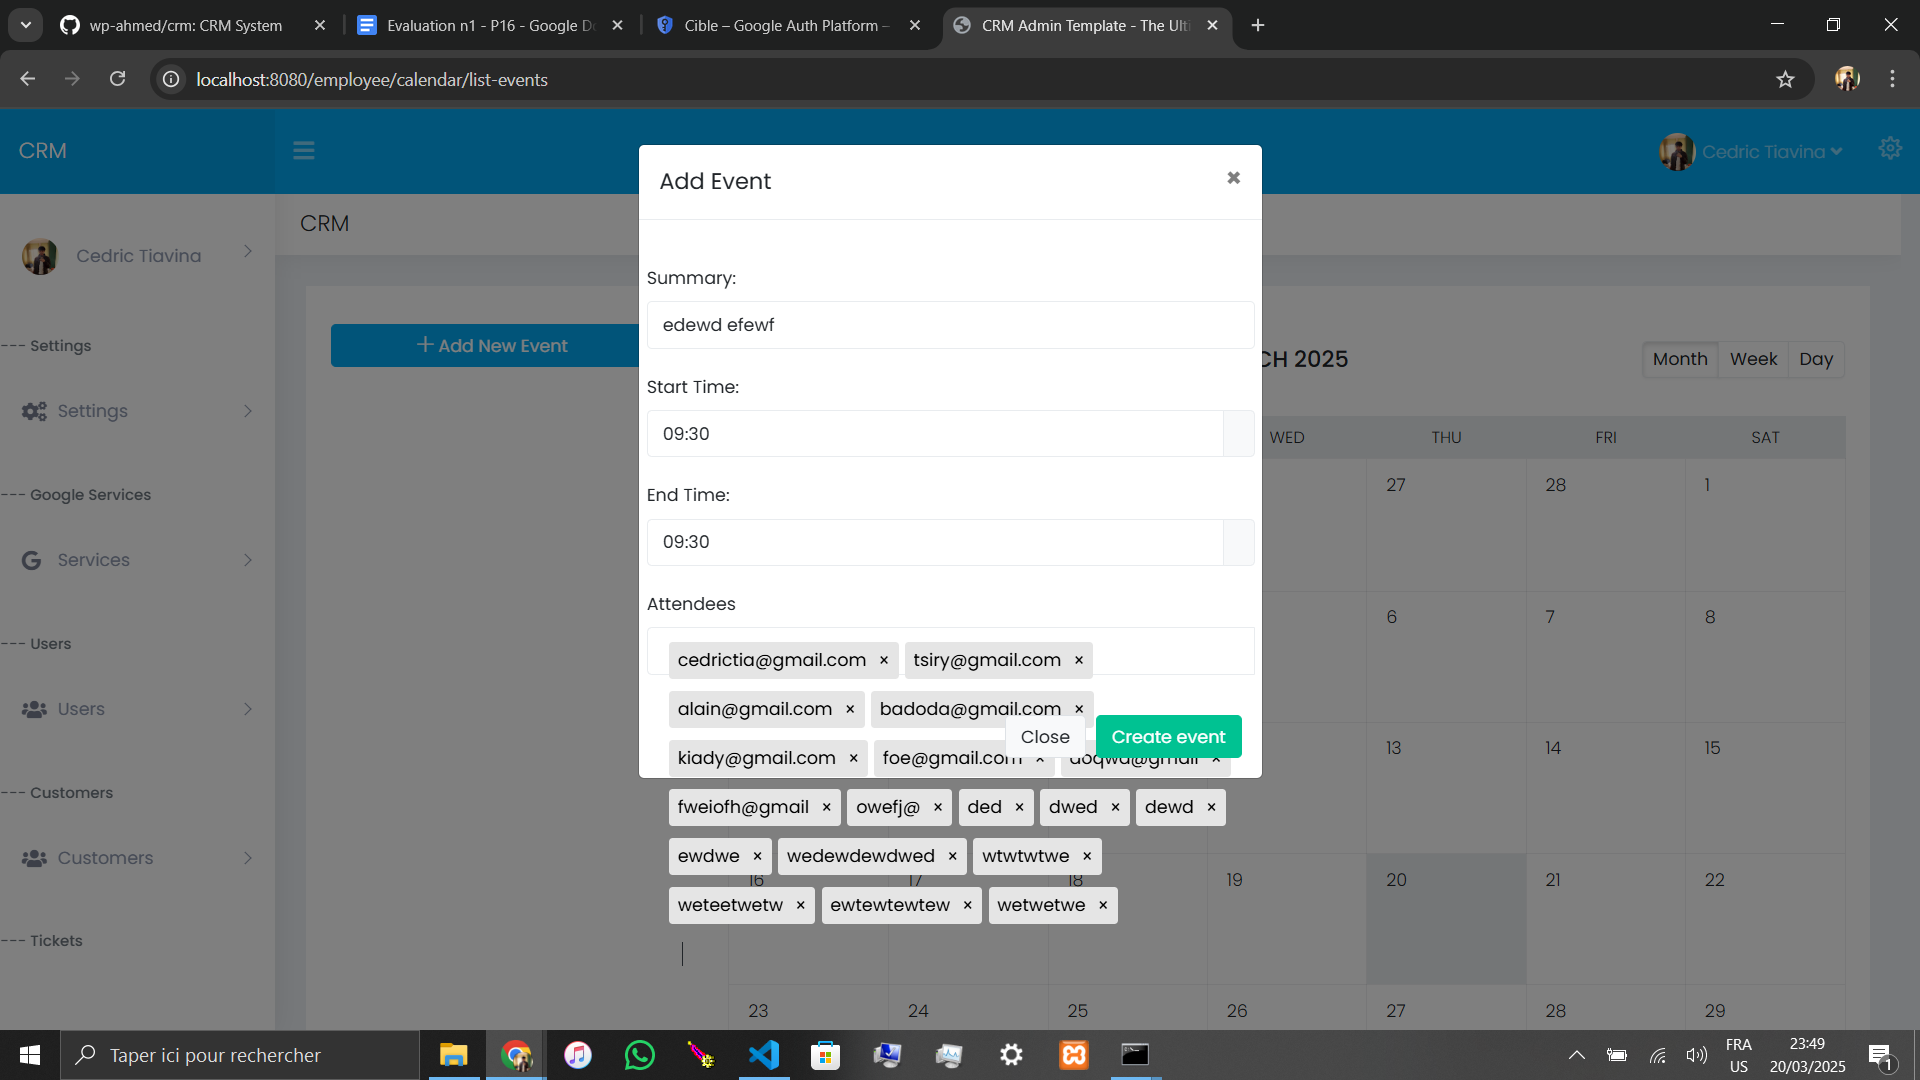 wp-ahmed/crm: CRM System
Evaluation n1 - P16 - Google Do
Cible – Google Auth Platform –
CRM Admin Template - The Ulti
localhost:8080/employee/calendar/list-events
CRM
Cedric Tiavina
CRM
Cedric Tiavina
--- Settings
Settings
--- Google Services
Services
--- Users
Users
--- Customers
Customers
--- Tickets
Add New Event
CH 2025
Month Week Day
WED THU FRI SAT
27 28 1
6 7 8
13 14 15
16 17 18 19 20 21 22
23 24 25 26 27 28 29
Add Event ×
Summary:
edewd efewf
Start Time:
09:30
End Time:
09:30
Attendees
cedrictia@gmail.com × tsiry@gmail.com ×
alain@gmail.com × badoda@gmail.com ×
Close Create event
kiady@gmail.com × foe@gmail.com ×
fweiofh@gmail × owefj@ × ded × dwed × dewd ×
ewdwe × wedewdewdwed × wtwtwtwe ×
weteetwetw × ewtewtewtew × wetwetwe ×
Taper ici pour rechercher
FRA
US
23:49
20/03/2025
1